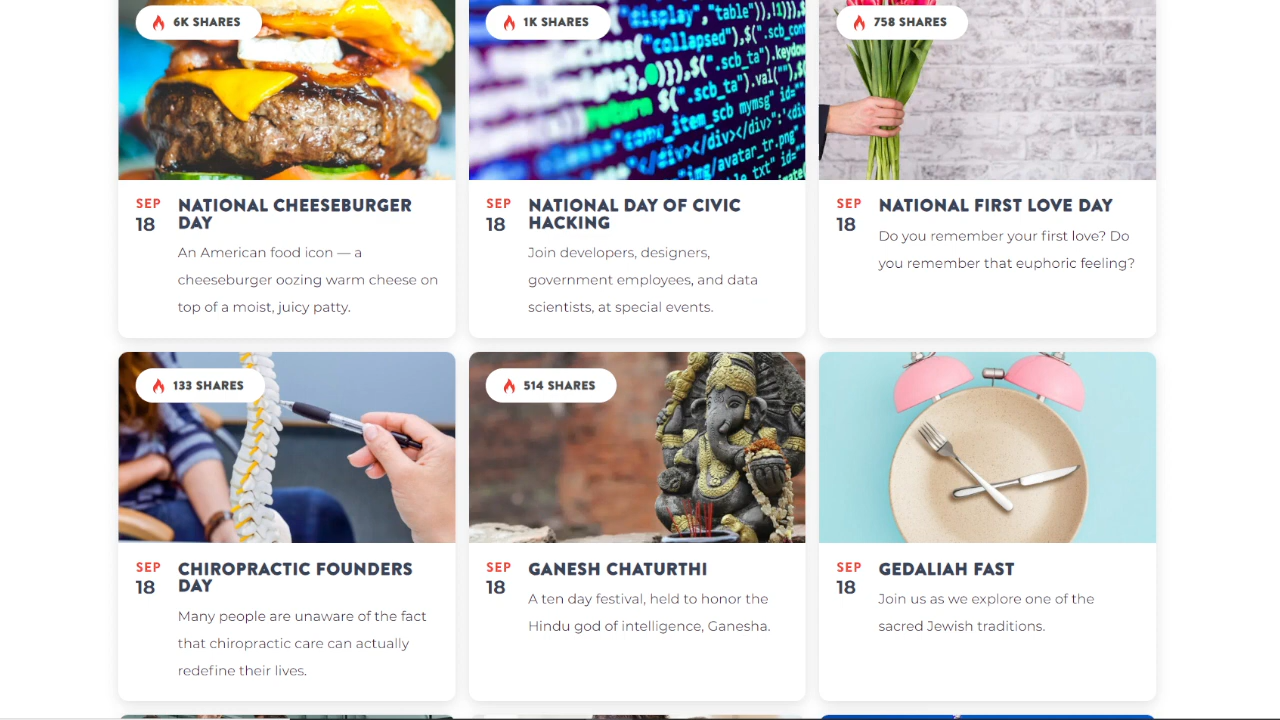 6K SHARES
1K SHARES
758 SHARES
SEP
18
NATIONAL CHEESEBURGER
DAY
An American food icon — a
cheeseburger oozing warm cheese on
top of a moist, juicy patty.
SEP
18
NATIONAL DAY OF CIVIC
HACKING
Join developers, designers,
government employees, and data
scientists, at special events.
SEP
18
NATIONAL FIRST LOVE DAY
Do you remember your first love? Do
you remember that euphoric feeling?
133 SHARES
514 SHARES
SEP
18
CHIROPRACTIC FOUNDERS
DAY
Many people are unaware of the fact
that chiropractic care can actually
redefine their lives.
SEP
18
GANESH CHATURTHI
A ten day festival, held to honor the
Hindu god of intelligence, Ganesha.
SEP
18
GEDALIAH FAST
Join us as we explore one of the
sacred Jewish traditions.